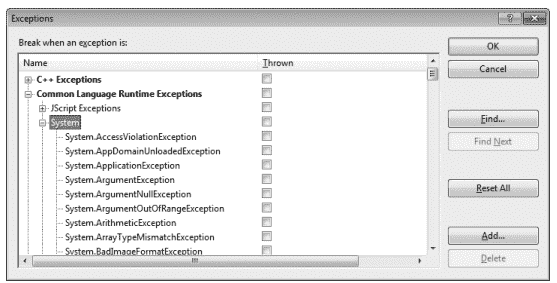 Exceptions
Break when an exception is:
Name Thrown
C++ Exceptions
Common Language Runtime Exceptions
JScript Exceptions
System
System.AccessViolationException
System.AppDomainUnloadedException
System.ApplicationException
System.ArgumentException
System.ArgumentNullException
System.ArgumentOutOfRangeException
System.ArithmeticException
System.ArrayTypeMismatchException
System.BadImageFormatException
OK
Cancel
Find...
Find Next
Reset All
Add...
Delete